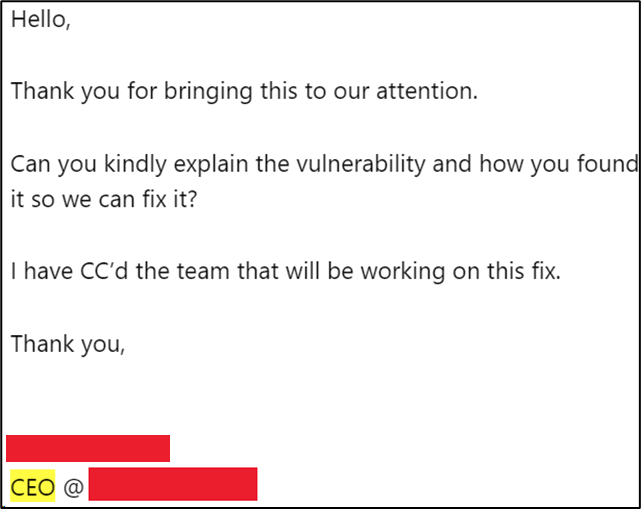 Hello,
Thank you for bringing this to our attention.
Can you kindly explain the vulnerability and how you found
it so we can fix it?
I have CC’d the team that will be working on this fix.
Thank you,
CEO @